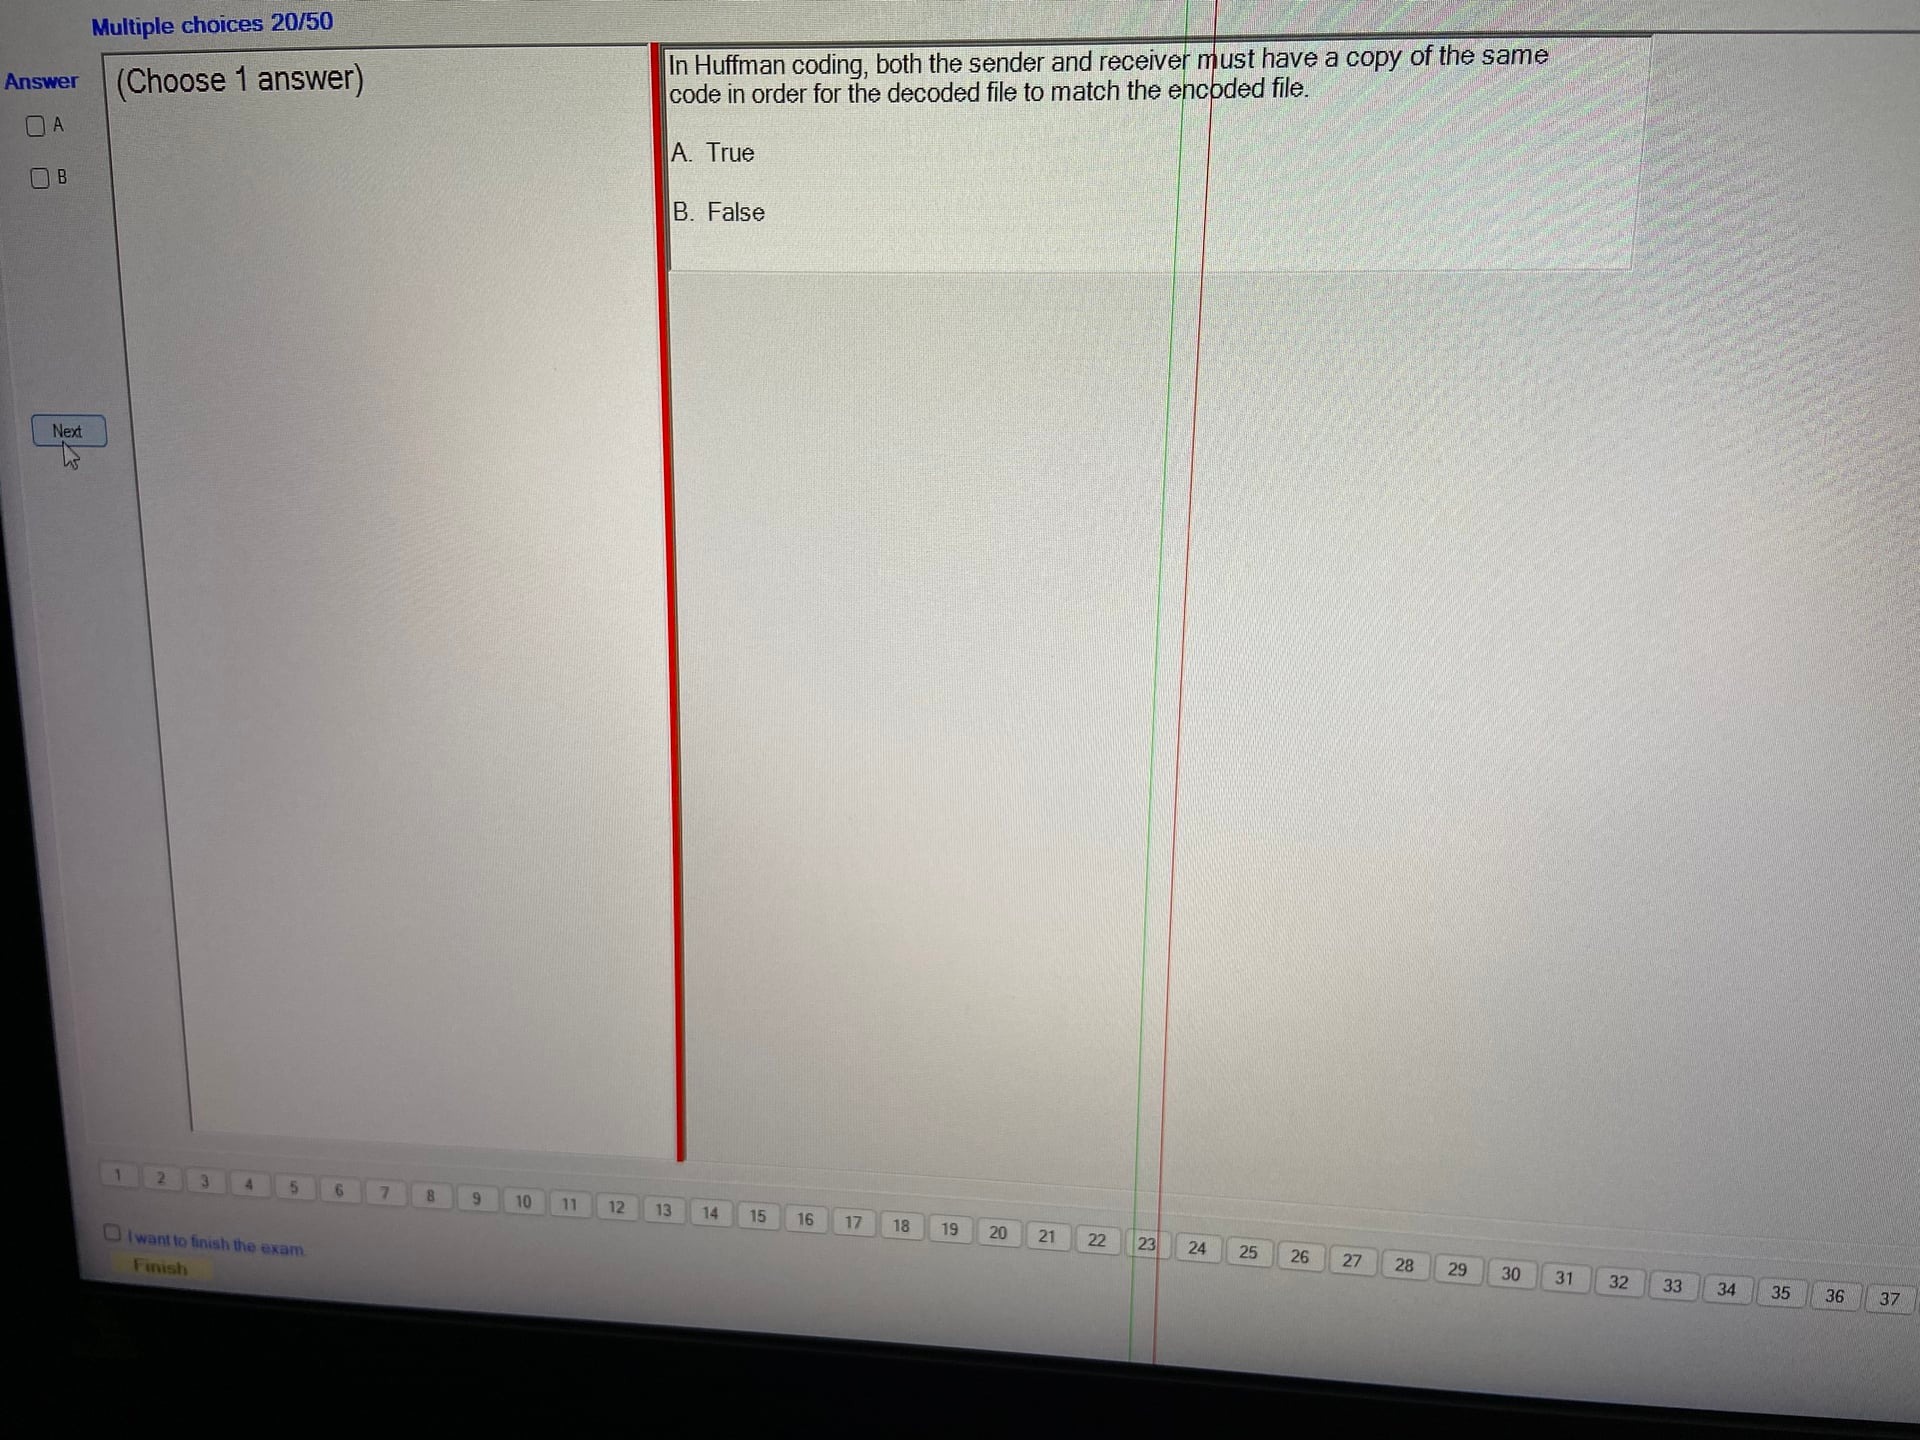 Multiple choices 20/50
Answer
A
B
Next
(Choose 1 answer)
In Huffman coding, both the sender and receiver must have a copy of the same
code in order for the decoded file to match the encoded file.
A. True
B. False
1 2 3 4 5 6 7 8 9 10 11 12 13 14 15 16 17 18 19 20 21 22 23 24 25 26 27 28 29 30 31 32 33 34 35 36 37
I want to finish the exam.
Finish